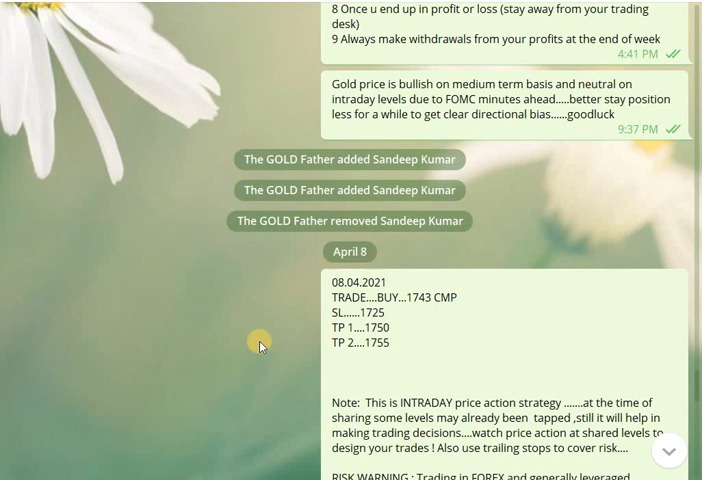 8 Once u end up in profit or loss (stay away from your trading
desk)
9 Always make withdrawals from your profits at the end of week
4:41 PM
Gold price is bullish on medium term basis and neutral on
intraday levels due to FOMC minutes ahead.....better stay position
less for a while to get clear directional bias......goodluck
9:37 PM
The GOLD Father added Sandeep Kumar
The GOLD Father added Sandeep Kumar
The GOLD Father removed Sandeep Kumar
April 8
08.04.2021
TRADE....BUY...1743 CMP
SL......1725
TP 1....1750
TP 2....1755
Note:  This is INTRADAY price action strategy .......at the time of
sharing some levels may already been  tapped ,still it will help in
making trading decisions....watch price action at shared levels to
design your trades ! Also use trailing stops to cover risk....
RISK WARNING : Trading in FOREX and generally leveraged